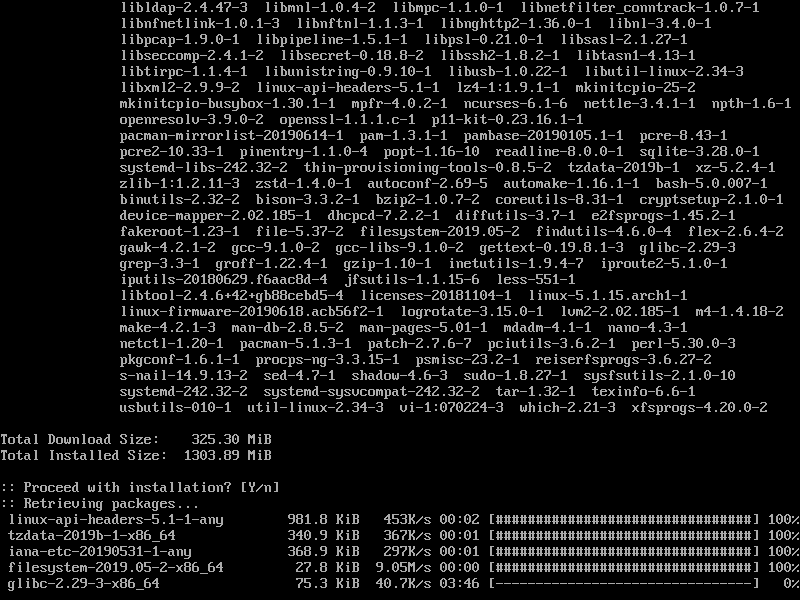 libldap-2.4.47-3 libmnl-1.0.4-2 libmpc-1.1.0-1 libnetfilter_conntrack-1.0.7-1
libnfnetlink-1.0.1-3 libnftnl-1.1.3-1 libnghttp2-1.36.0-1 libnl-3.4.0-1
libpcap-1.9.0-1 libpipeline-1.5.1-1 libpsl-0.21.0-1 libsasl-2.1.27-1
libseccomp-2.4.1-2 libsecret-0.18.8-2 libssh2-1.8.2-1 libtasn1-4.13-1
libtirpc-1.1.4-1 libunistring-0.9.10-1 libusb-1.0.22-1 libutil-linux-2.34-3
libxml2-2.9.9-2 linux-api-headers-5.1-1 lz4-1:1.9.1-1 mkinitcpio-25-2
mkinitcpio-busybox-1.30.1-1 mpfr-4.0.2-1 ncurses-6.1-6 nettle-3.4.1-1 npth-1.6-1
openresolv-3.9.0-2 openssl-1.1.1.c-1 p11-kit-0.23.16.1-1
pacman-mirrorlist-20190614-1 pam-1.3.1-1 pambase-20190105.1-1 pcre-8.43-1
pcre2-10.33-1 pinentry-1.1.0-4 popt-1.16-10 readline-8.0.0-1 sqlite-3.28.0-1
systemd-libs-242.32-2 thin-provisioning-tools-0.8.5-2 tzdata-2019b-1 xz-5.2.4-1
zlib-1:1.2.11-3 zstd-1.4.0-1 autoconf-2.69-5 automake-1.16.1-1 bash-5.0.007-1
binutils-2.32-2 bison-3.3.2-1 bzip2-1.0.7-2 coreutils-8.31-1 cryptsetup-2.1.0-1
device-mapper-2.02.185-1 dhcpcd-7.2.2-1 diffutils-3.7-1 e2fsprogs-1.45.2-1
fakeroot-1.23-1 file-5.37-2 filesystem-2019.05-2 findutils-4.6.0-4 flex-2.6.4-2
gawk-4.2.1-2 gcc-9.1.0-2 gcc-libs-9.1.0-2 gettext-0.19.8.1-3 glibc-2.29-3
grep-3.3-1 groff-1.22.4-1 gzip-1.10-1 inetutils-1.9.4-7 iproute2-5.1.0-1
iputils-20180629.f6aac8d-4 jfsutils-1.1.15-6 less-551-1
libtool-2.4.6+42+gb88cebd5-4 licenses-20181104-1 linux-5.1.15.arch1-1
linux-firmware-20190618.acb56f2-1 logrotate-3.15.0-1 lvm2-2.02.185-1 m4-1.4.18-2
make-4.2.1-3 man-db-2.8.5-2 man-pages-5.01-1 mdadm-4.1-1 nano-4.3-1
netctl-1.20-1 pacman-5.1.3-1 patch-2.7.6-7 pciutils-3.6.2-1 perl-5.30.0-3
pkgconf-1.6.1-1 procps-ng-3.3.15-1 psmisc-23.2-1 reiserfsprogs-3.6.27-2
s-nail-14.9.13-2 sed-4.7-1 shadow-4.6-3 sudo-1.8.27-1 sysfsutils-2.1.0-10
systemd-242.32-2 systemd-sysvcompat-242.32-2 tar-1.32-1 texinfo-6.6-1
usbutils-010-1 util-linux-2.34-3 vi-1:070224-3 which-2.21-3 xfsprogs-4.20.0-2
Total Download Size: 325.30 MiB
Total Installed Size: 1303.89 MiB
:: Proceed with installation? [Y/n]
:: Retrieving packages...
linux-api-headers-5.1-1-any 981.8 KiB 453K/s 00:02 [################################] 100%
tzdata-2019b-1-x86_64 340.9 KiB 367K/s 00:01 [################################] 100%
iana-etc-20190531-1-any 368.9 KiB 297K/s 00:01 [################################] 100%
filesystem-2019.05-2-x86_64 27.8 KiB 9.05M/s 00:00 [################################] 100%
glibc-2.29-3-x86_64 75.3 KiB 40.7K/s 03:46 [--------------------------------] 0%